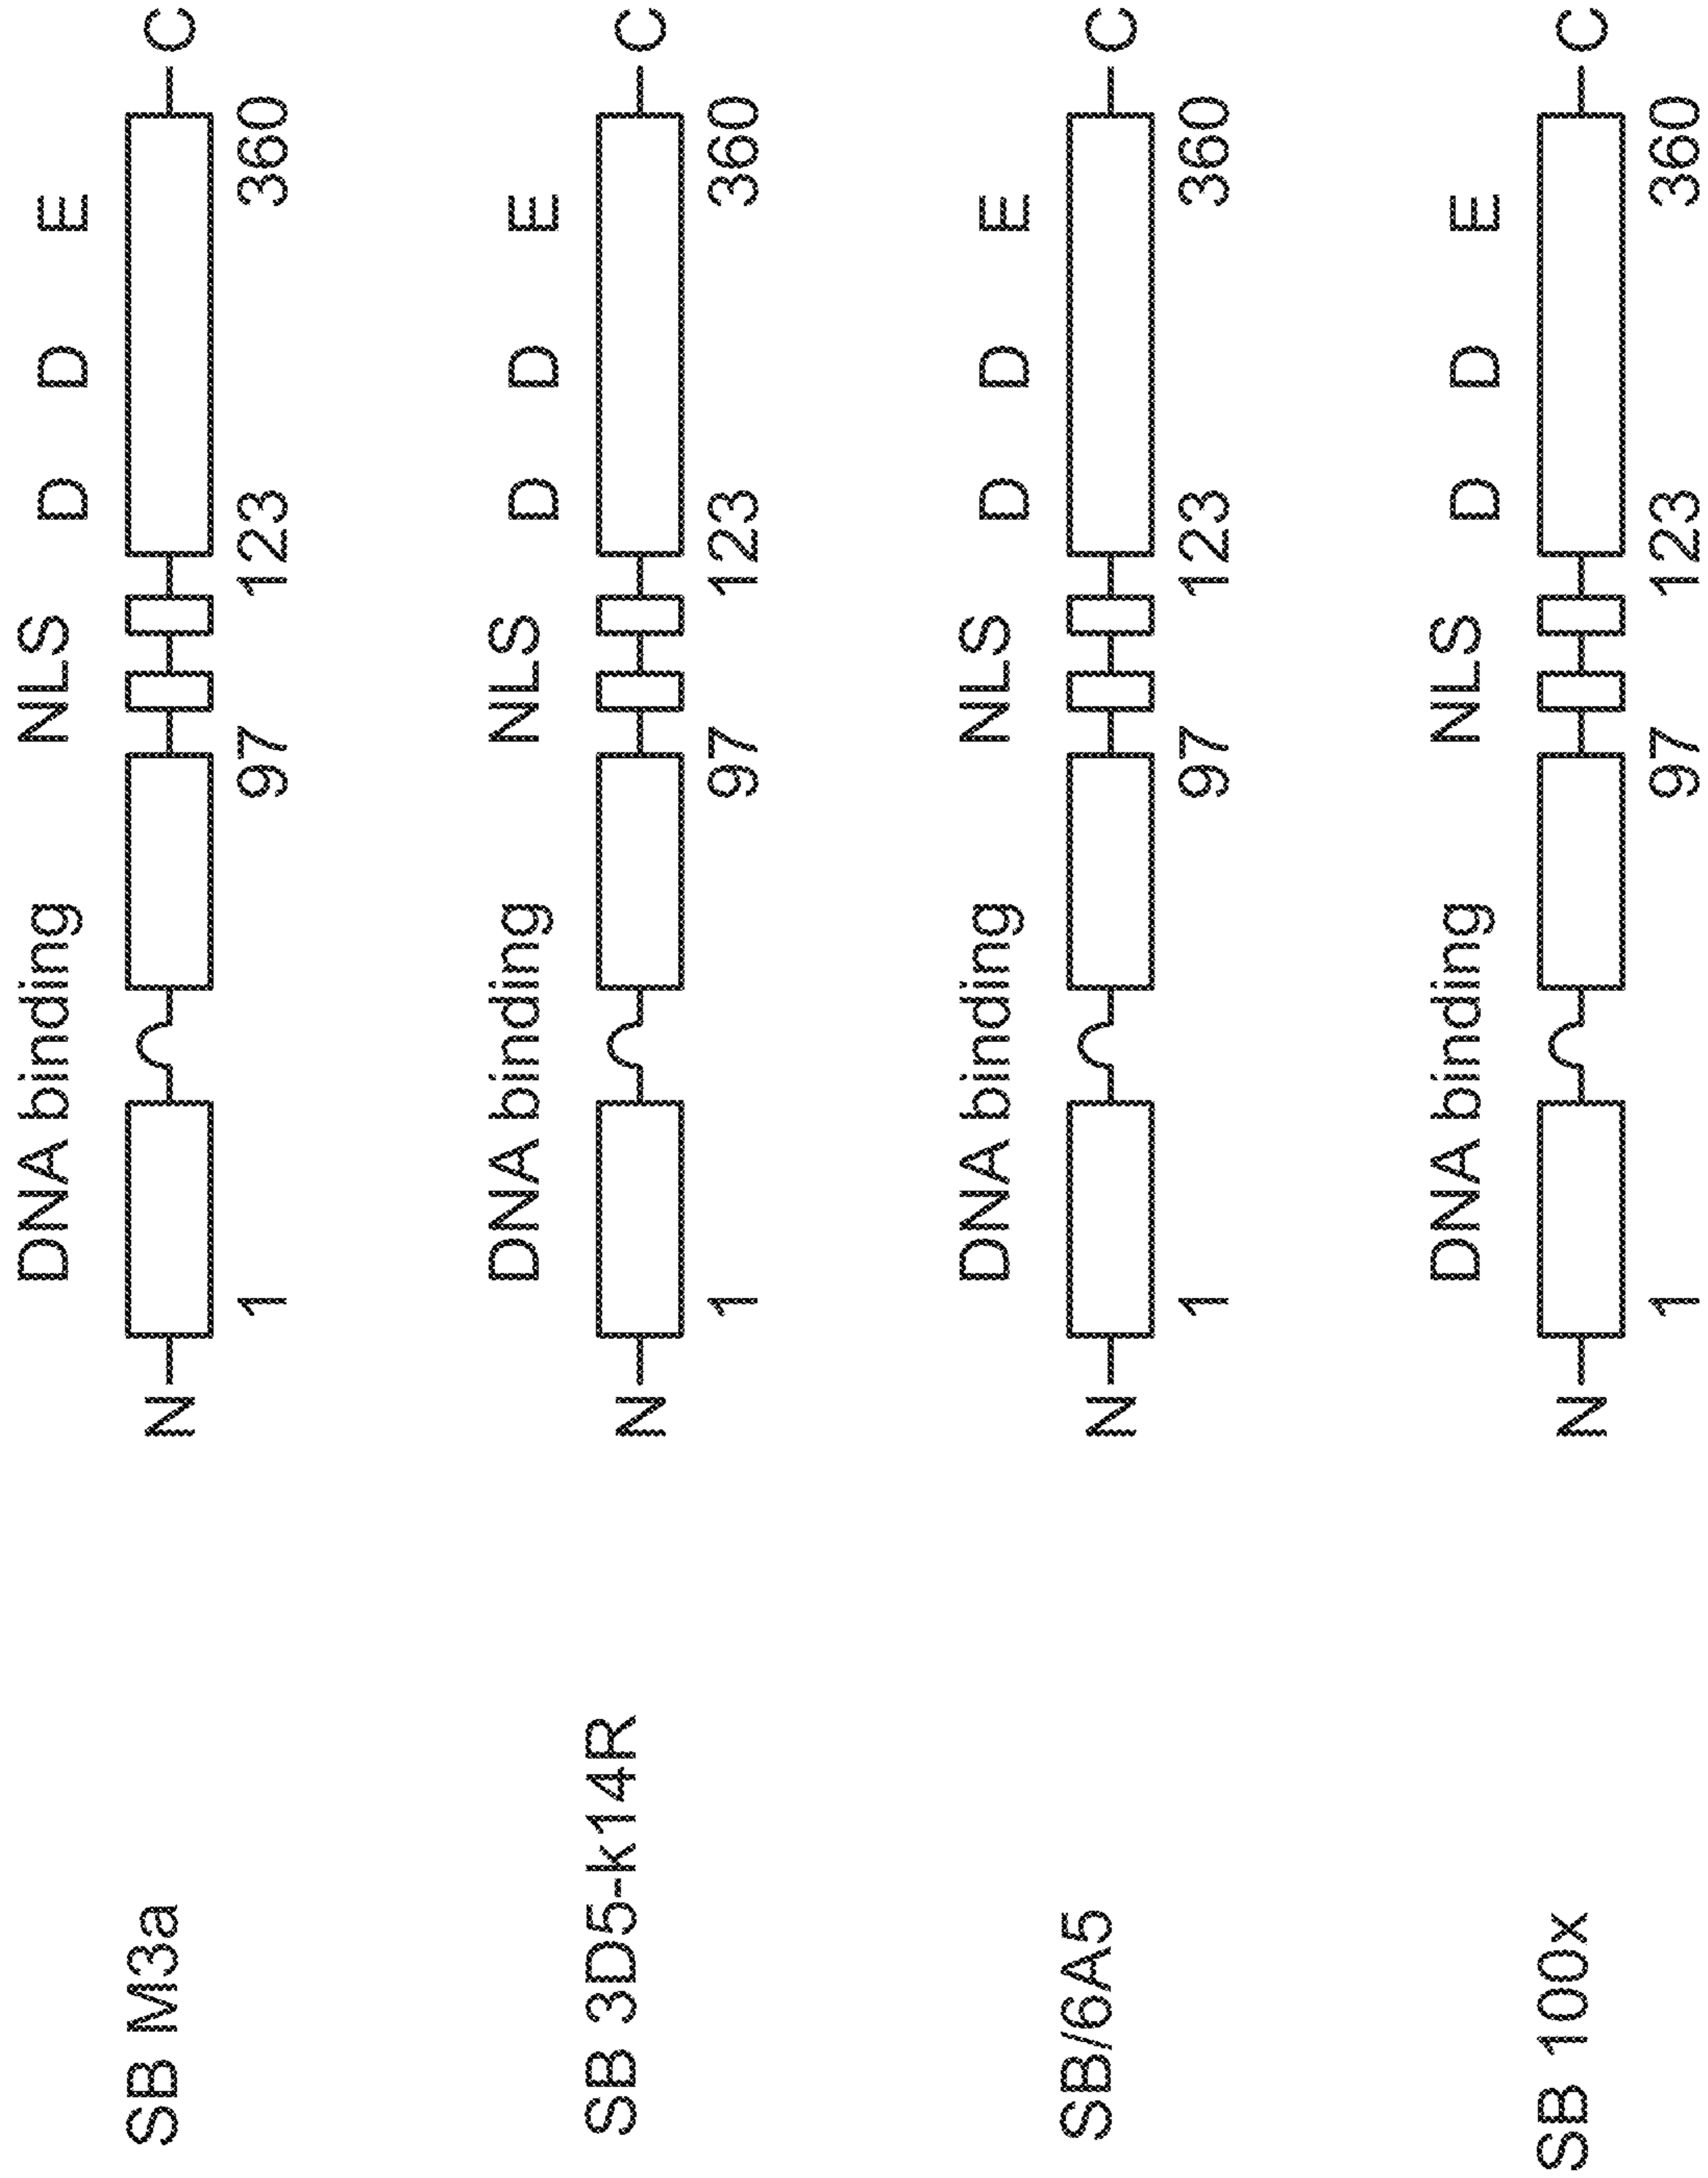 SB M3a
DNA binding NLS D D E
N C
1 97 123 360
SB 3D5-k14R
DNA binding NLS D D E
N C
1 97 123 360
SB/6A5
DNA binding NLS D D E
N C
1 97 123 360
SB 100x
DNA binding NLS D D E
N C
1 97 123 360